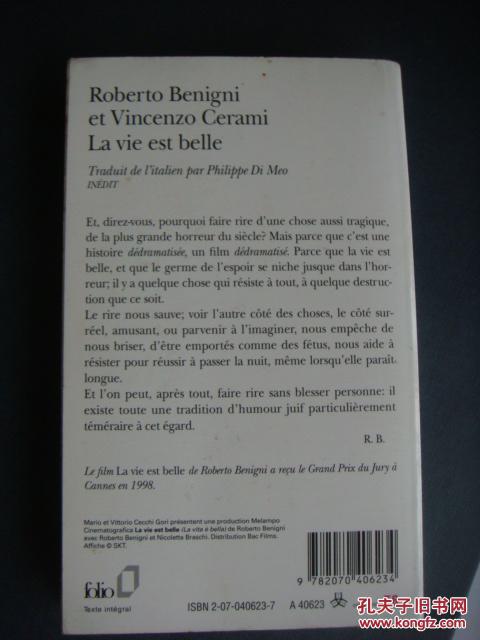 Roberto Benigni
et Vincenzo Cerami
La vie est belle
Traduit de l'italien par Philippe Di Meo
INÉDIT
Et, direz-vous, pourquoi faire rire d'une chose aussi tragique,
de la plus grande horreur du siècle? Mais parce que c'est une
histoire dédramatisée, un film dédramatisé. Parce que la vie est
belle, et que le germe de l'espoir se niche jusque dans l'hor-
reur; il y a quelque chose qui résiste à tout, à quelque destruc-
tion que ce soit.
Le rire nous sauve; voir l'autre côté des choses, le côté sur-
réel, amusant, ou parvenir à l'imaginer, nous empêche de
nous briser, d'être emportés comme des fétus, nous aide à
résister pour réussir à passer la nuit, même lorsqu'elle paraît
longue.
Et l'on peut, après tout, faire rire sans blesser personne: il
existe toute une tradition d'humour juif particulièrement
téméraire à cet égard.
R. B.
Le film La vie est belle de Roberto Benigni a reçu le Grand Prix du Jury à
Cannes en 1998.
Mario et Vittorio Cecchi Gori présentent une production Melampo
Cinematografica La vie est belle (La vita è bella) de Roberto Benigni
avec Roberto Benigni et Nicoletta Braschi. Distribution Bac Films.
Affiche © SKT.
9 782070 406234
folio
Texte intégral
ISBN 2-07-040623-7 A 40623
孔夫子旧书网
www.kongfz.com